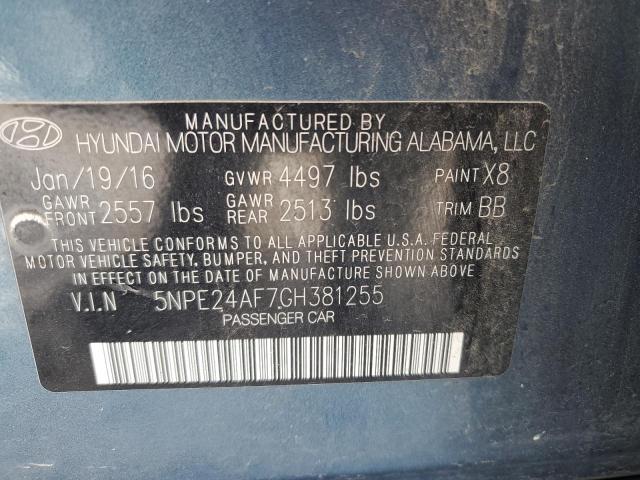 MANUFACTURED BY
HYUNDAI MOTOR MANUFACTURING ALABAMA, LLC
Jan/19/16 GVWR 4497 lbs PAINT X8
GAWR FRONT 2557 lbs GAWR REAR 2513 lbs TRIM BB
THIS VEHICLE CONFORMS TO ALL APPLICABLE U.S.A. FEDERAL
MOTOR VEHICLE SAFETY, BUMPER, AND THEFT PREVENTION STANDARDS
IN EFFECT ON THE DATE OF MANUFACTURE SHOWN ABOVE
V.I.N 5NPE24AF7GH381255
PASSENGER CAR